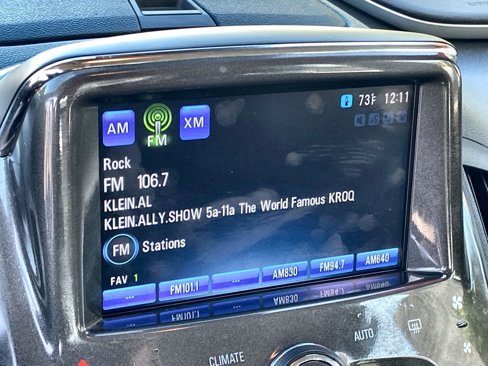 73°F 12:11
AM FM XM
Rock
FM 106.7
KLEIN.AL
KLEIN.ALLY.SHOW 5a-11a The World Famous KROQ
FM Stations
FAV 1
... FM101.1 ... AM830 FM94.7 AM640
AUTO
CLIMATE